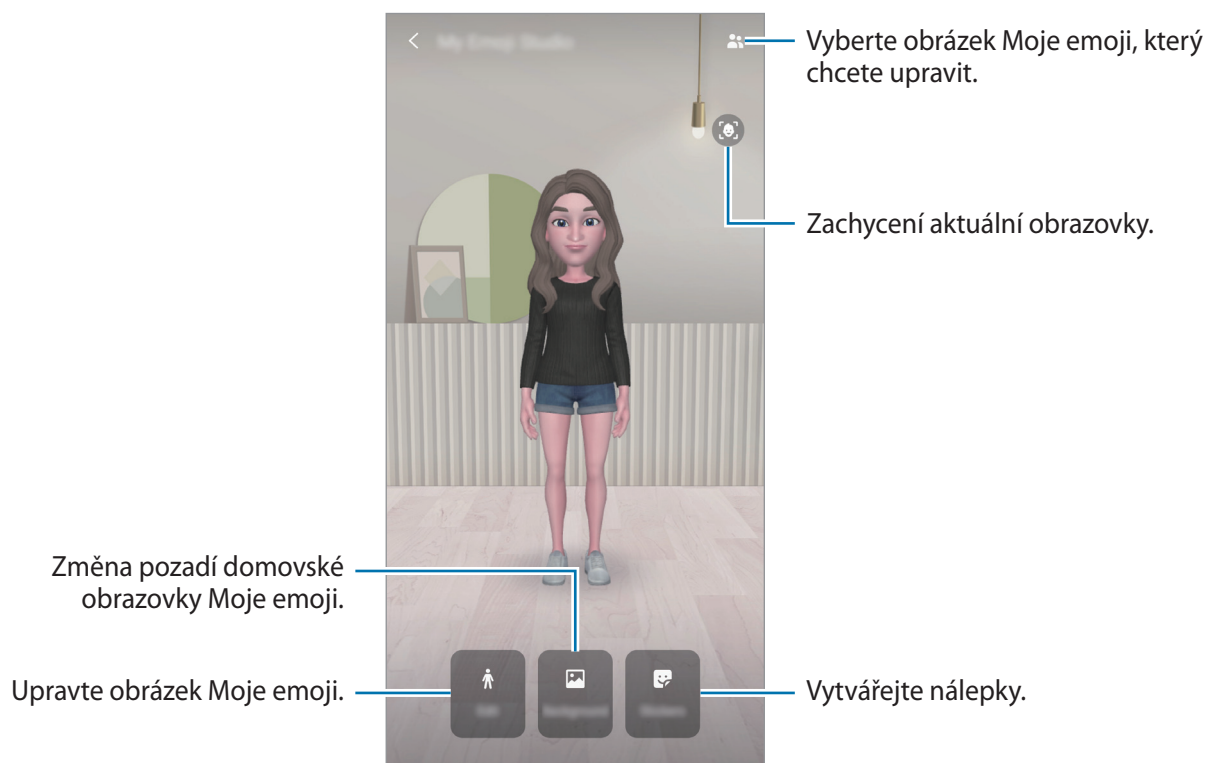 Vyberte obrázek Moje emoji, který
chcete upravit.
Zachycení aktuální obrazovky.
Změna pozadí domovské
obrazovky Moje emoji.
Upravte obrázek Moje emoji.
Vytvářejte nálepky.